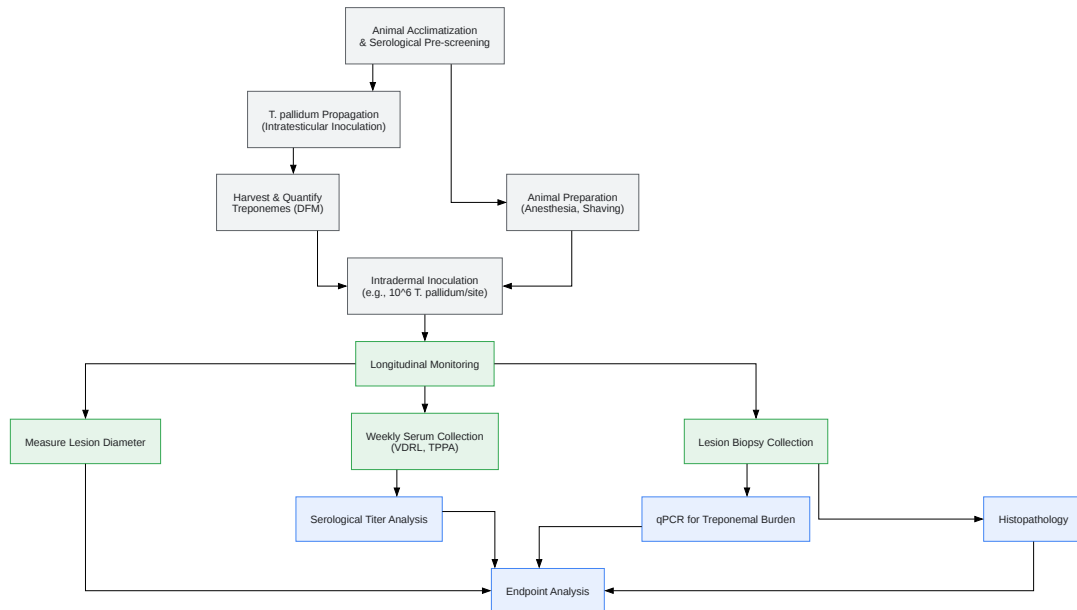 Animal Acclimatization
& Serological Pre-screening
T. pallidum Propagation
(Intratesticular Inoculation)
Harvest & Quantify
Treponemes (DFM)
Animal Preparation
(Anesthesia, Shaving)
Intradermal Inoculation
(e.g., 10^6 T. pallidum/site)
Longitudinal Monitoring
Measure Lesion Diameter
Weekly Serum Collection
(VDRL, TPPA)
Lesion Biopsy Collection
Serological Titer Analysis
qPCR for Treponemal Burden
Histopathology
Endpoint Analysis